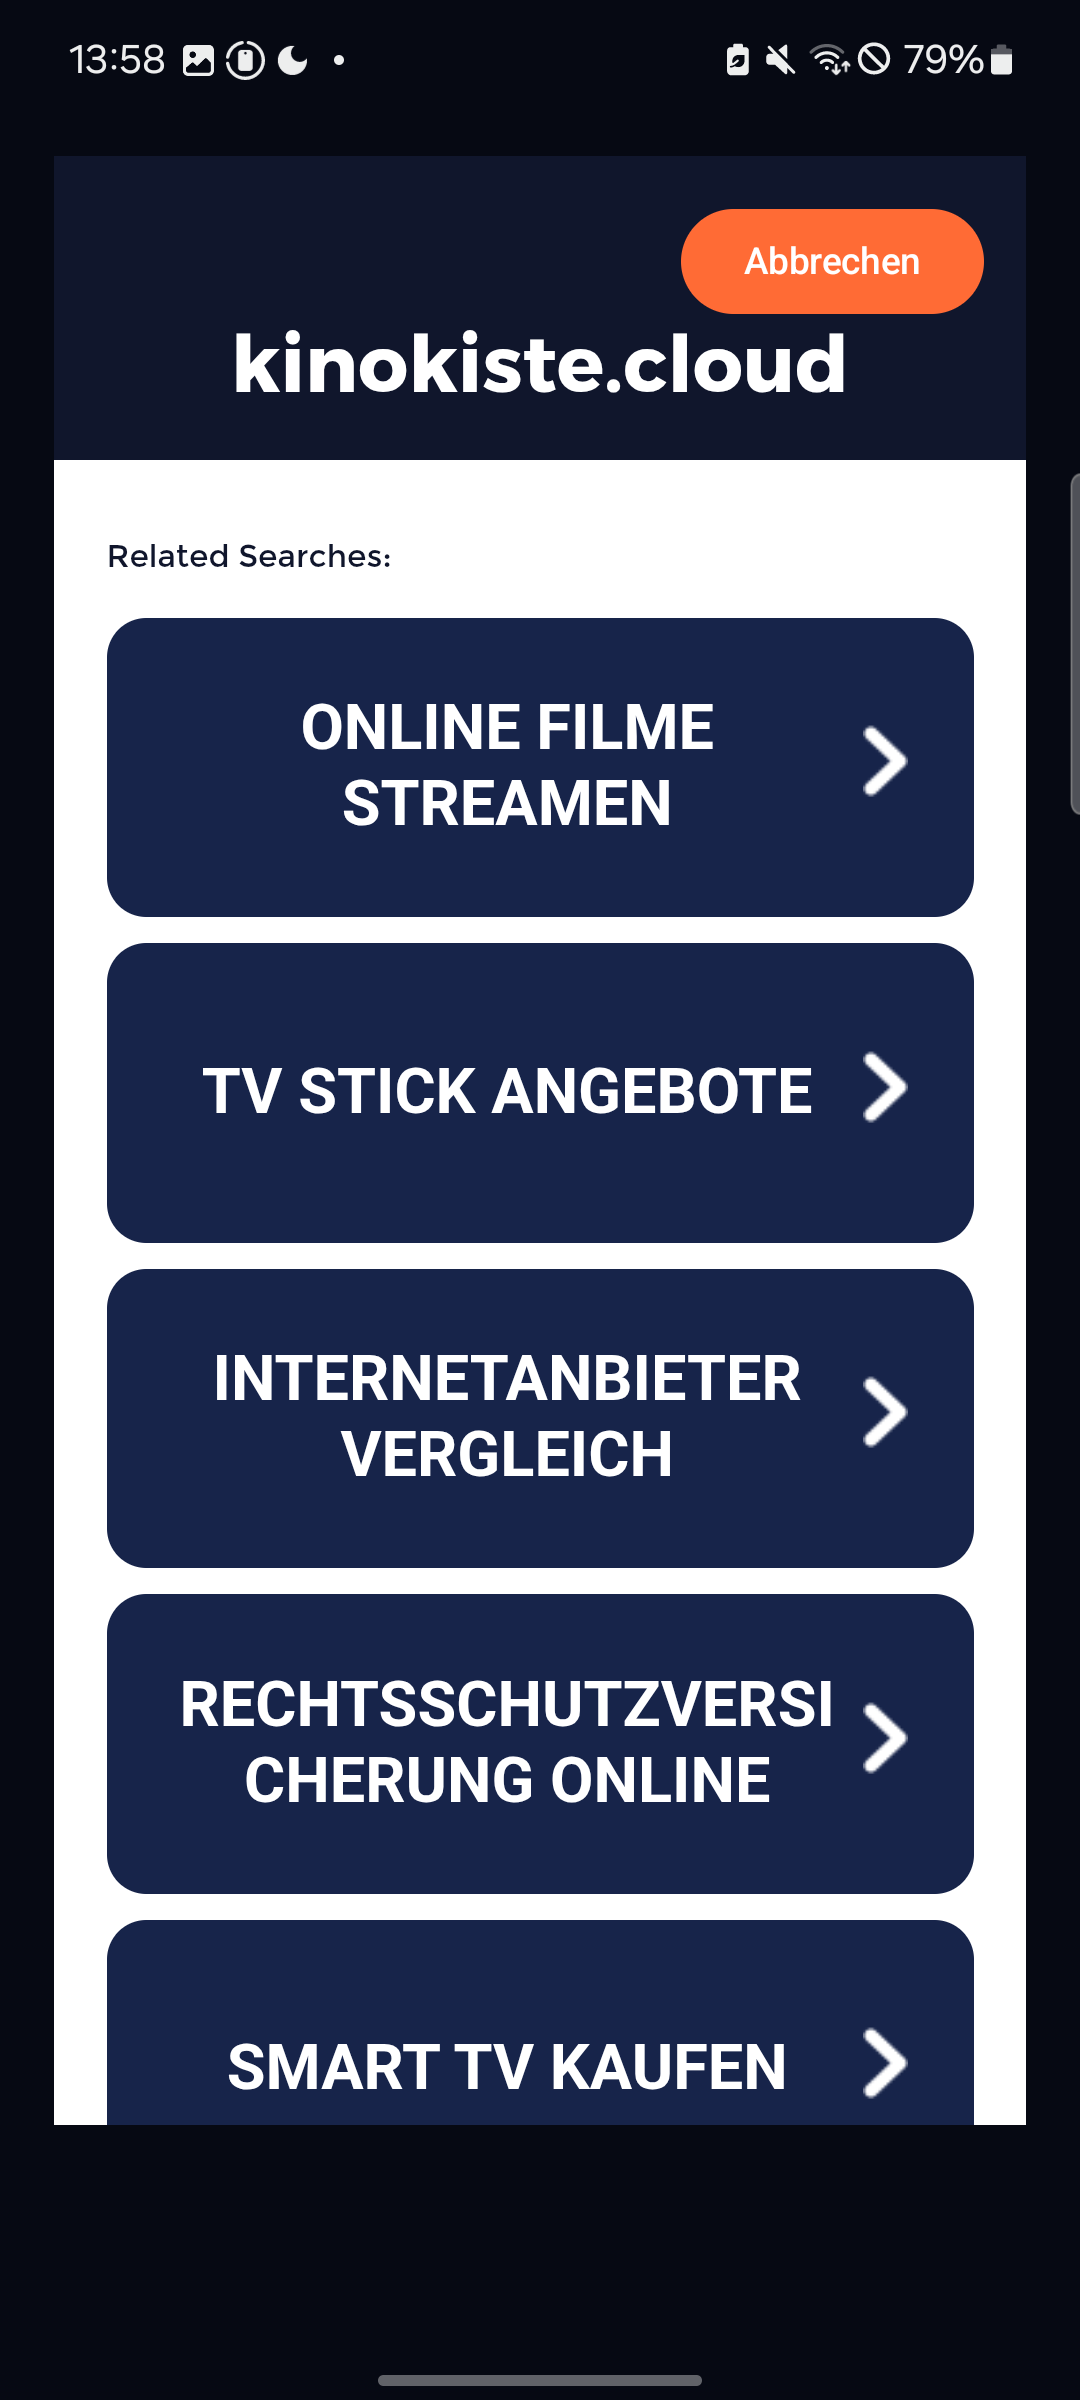 13:58
79%
Abbrechen
kinokiste.cloud
Related Searches:
ONLINE FILME
STREAMEN
TV STICK ANGEBOTE
INTERNETANBIETER
VERGLEICH
RECHTSSCHUTZVERSI
CHERUNG ONLINE
SMART TV KAUFEN